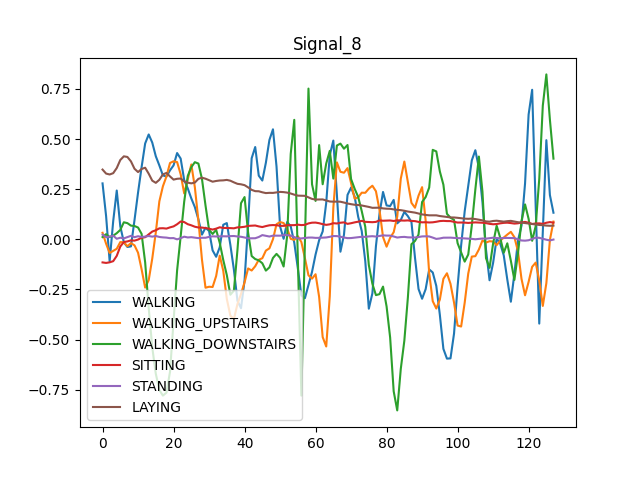 Signal_8
0.75
0.50
0.25
0.00
−0.25
−0.50
−0.75
WALKING
WALKING_UPSTAIRS
WALKING_DOWNSTAIRS
SITTING
STANDING
LAYING
0 20 40 60 80 100 120